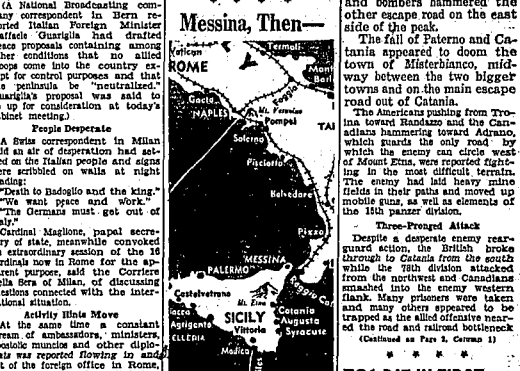 (A National Broadcasting com-
any correspondent in Bern re-
orted Italian Foreign Minister
affaele Guariglia had drafted
eace proposals containing among
her conditions that no allied
oops come into the country ex-
pt for control purposes and that
e peninsula be "neutralized."
uariglia's proposal was said to
up for consideration at today's
binet meeting.)
People Desperate
A Swiss correspondent in Milan
id an air of desperation had set-
ed on the Italian people and signs
ere scribbled on walls at night
ading:
"Death to Badoglio and the king."
"We want peace and work."
"The Germans must get out of
aly."
Cardinal Maglione, papal secre-
ry of state, meanwhile convoked
extraordinary session of the 16
rdinals now in Rome for the ap-
rent purpose, said the Corriere
ella Sera of Milan, of discussing
estions connected with the inter-
ational situation.
Activity Hints Move
At the same time a constant
ream of ambassadors, ministers,
ostolic nuncios and other diplo-
ats was reported flowing in and
t of the foreign office in Rome,
Messina, Then—
Vatican
Termoli
ROME
Gaeta
NAPLES
Mt. Vesuvius
Pompei
Salerno
Pisciotta
Belvedere
Pizzo
MESSINA
PALERMO
Reggio Cal
Castelvetrano
Mt. Etna
Catania
SICILY
Augusta
Agrigento
Vittoria
Syracuse
ELLERIA
Modica
and bombers hammered the
other escape road on the east
side of the peak.
The fall of Paterno and Ca-
tania appeared to doom the
town of Misterbianco, mid-
way between the two bigger
towns and on the main escape
road out of Catania.
The Americans pushing from Tro-
ina toward Randazzo and the Can-
adians hammering toward Adrano,
which guards the only road by
which the enemy can circle west
of Mount Etna, were reported fight-
ing in the most difficult terrain.
The enemy had laid heavy mine
fields in their paths and moved up
mobile guns, as well as elements of
the 15th panzer division.
Three-Pronged Attack
Despite a desperate enemy rear-
guard action, the British broke
through to Catania from the south
while the 78th division attacked
from the northwest and Canadians
smashed into the enemy western
flank. Many prisoners were taken
and many others appeared to be
trapped as the allied offensive near-
ed the road and railroad bottleneck
(Continued on Page 2, Column 1)